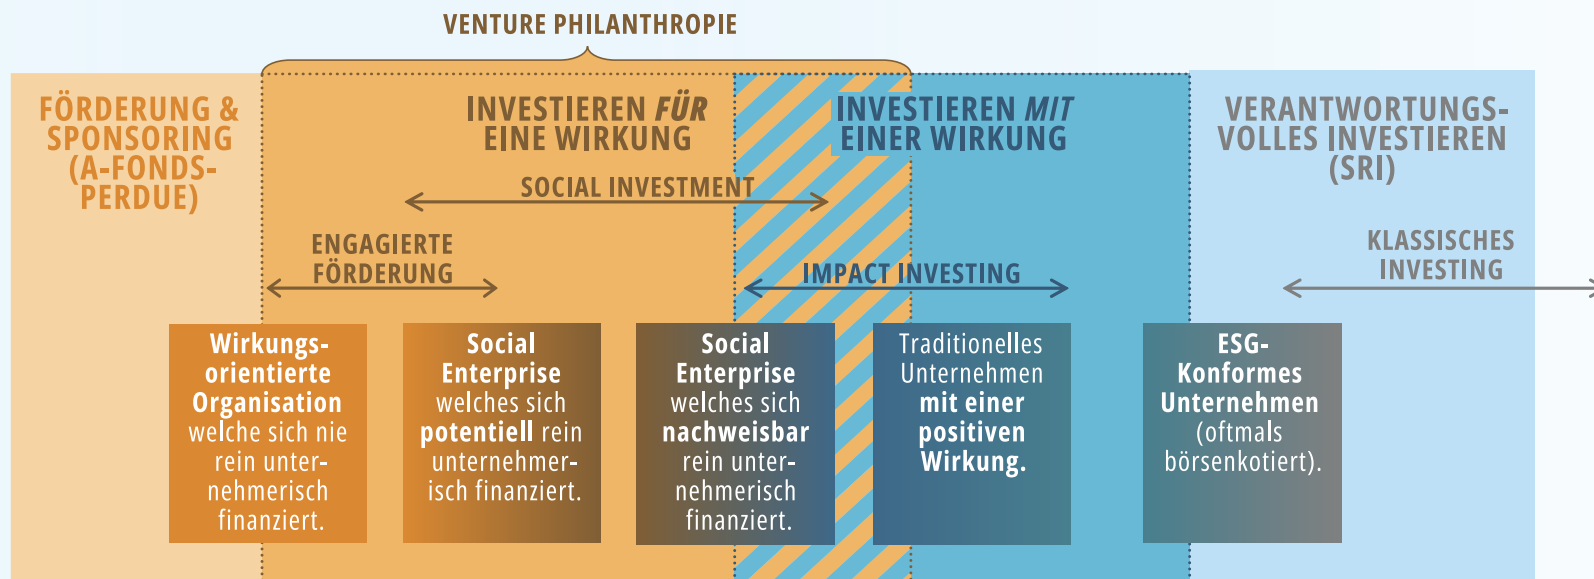 VENTURE PHILANTHROPIE
FÖRDERUNG &
SPONSORING
(A-FONDS-
PERDUE)
INVESTIEREN FÜR
EINE WIRKUNG
INVESTIEREN MIT
EINER WIRKUNG
VERANTWORTUNGS-
VOLLES INVESTIEREN
(SRI)
SOCIAL INVESTMENT
ENGAGIERTE
FÖRDERUNG
IMPACT INVESTING
KLASSISCHES
INVESTING
Wirkungs-
orientierte
Organisation
welche sich nie
rein unter-
nehmerisch
finanziert.
Social
Enterprise
welches sich
potentiell rein
unternehmer-
isch finanziert.
Social
Enterprise
welches sich
nachweisbar
rein unter-
nehmerisch
finanziert.
Traditionelles
Unternehmen
mit einer
positiven
Wirkung.
ESG-
Konformes
Unternehmen
(oftmals
börsenkotiert).